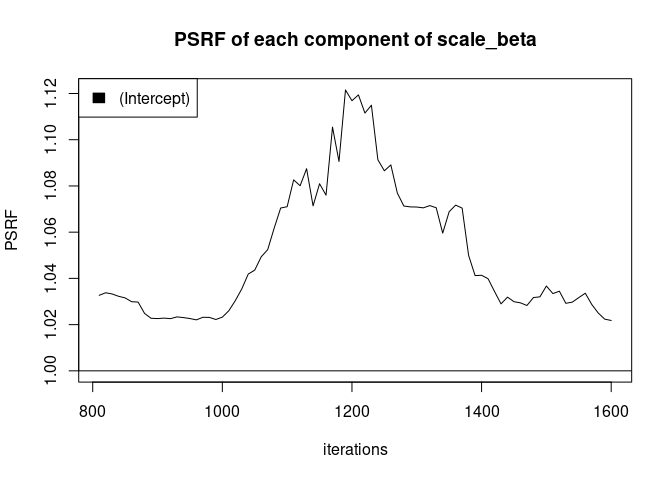 PSRF of each component of scale_beta
(Intercept)
PSRF
1.12
1.10
1.08
1.06
1.04
1.02
1.00
800 1000 1200 1400 1600
iterations